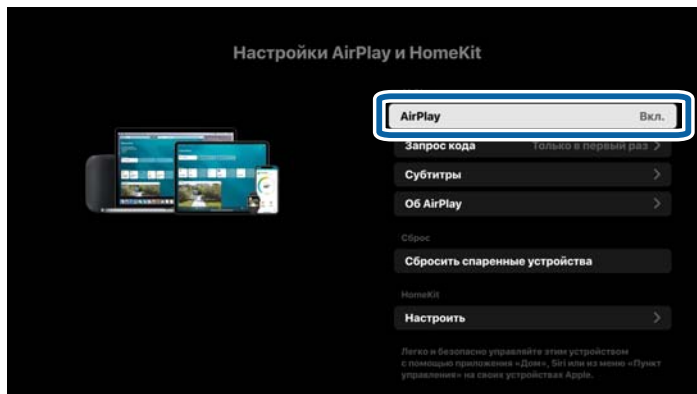 Настройки AirPlay и HomeKit
AirPlay Вкл.
Запрос кода Только в первый раз
Субтитры
Об AirPlay
Сброс
Сбросить спаренные устройства
HomeKit
Настроить
Легко и безопасно управляйте этим устройством
с помощью приложения «Дом», Siri или из меню «Пункт
управления» на своих устройствах Apple.